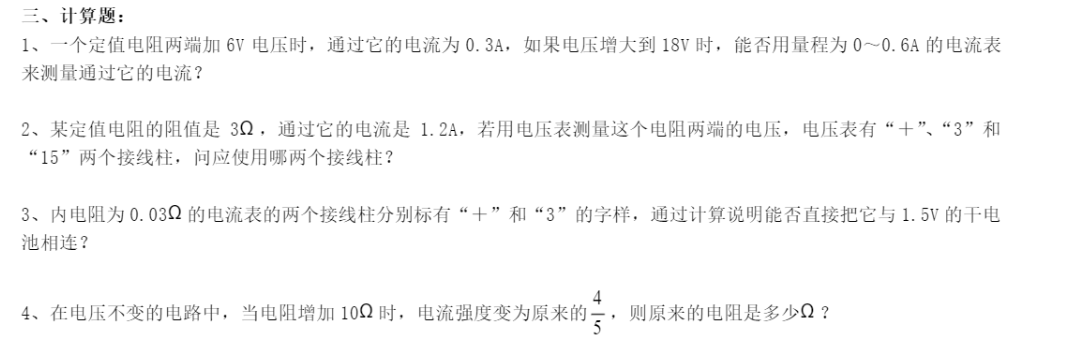 三、计算题：
1、一个定值电阻两端加 6V 电压时，通过它的电流为 0.3A，如果电压增大到 18V 时，能否用量程为 0～0.6A 的电流表
来测量通过它的电流？
2、某定值电阻的阻值是 3Ω，通过它的电流是 1.2A，若用电压表测量这个电阻两端的电压，电压表有“＋”、“3”和
“15”两个接线柱，问应使用哪两个接线柱？
3、内电阻为 0.03Ω 的电流表的两个接线柱分别标有“＋”和“3”的字样，通过计算说明能否直接把它与 1.5V 的干电
池相连？
4、在电压不变的电路中，当电阻增加 10Ω 时，电流强度变为原来的 4/5，则原来的电阻是多少Ω？